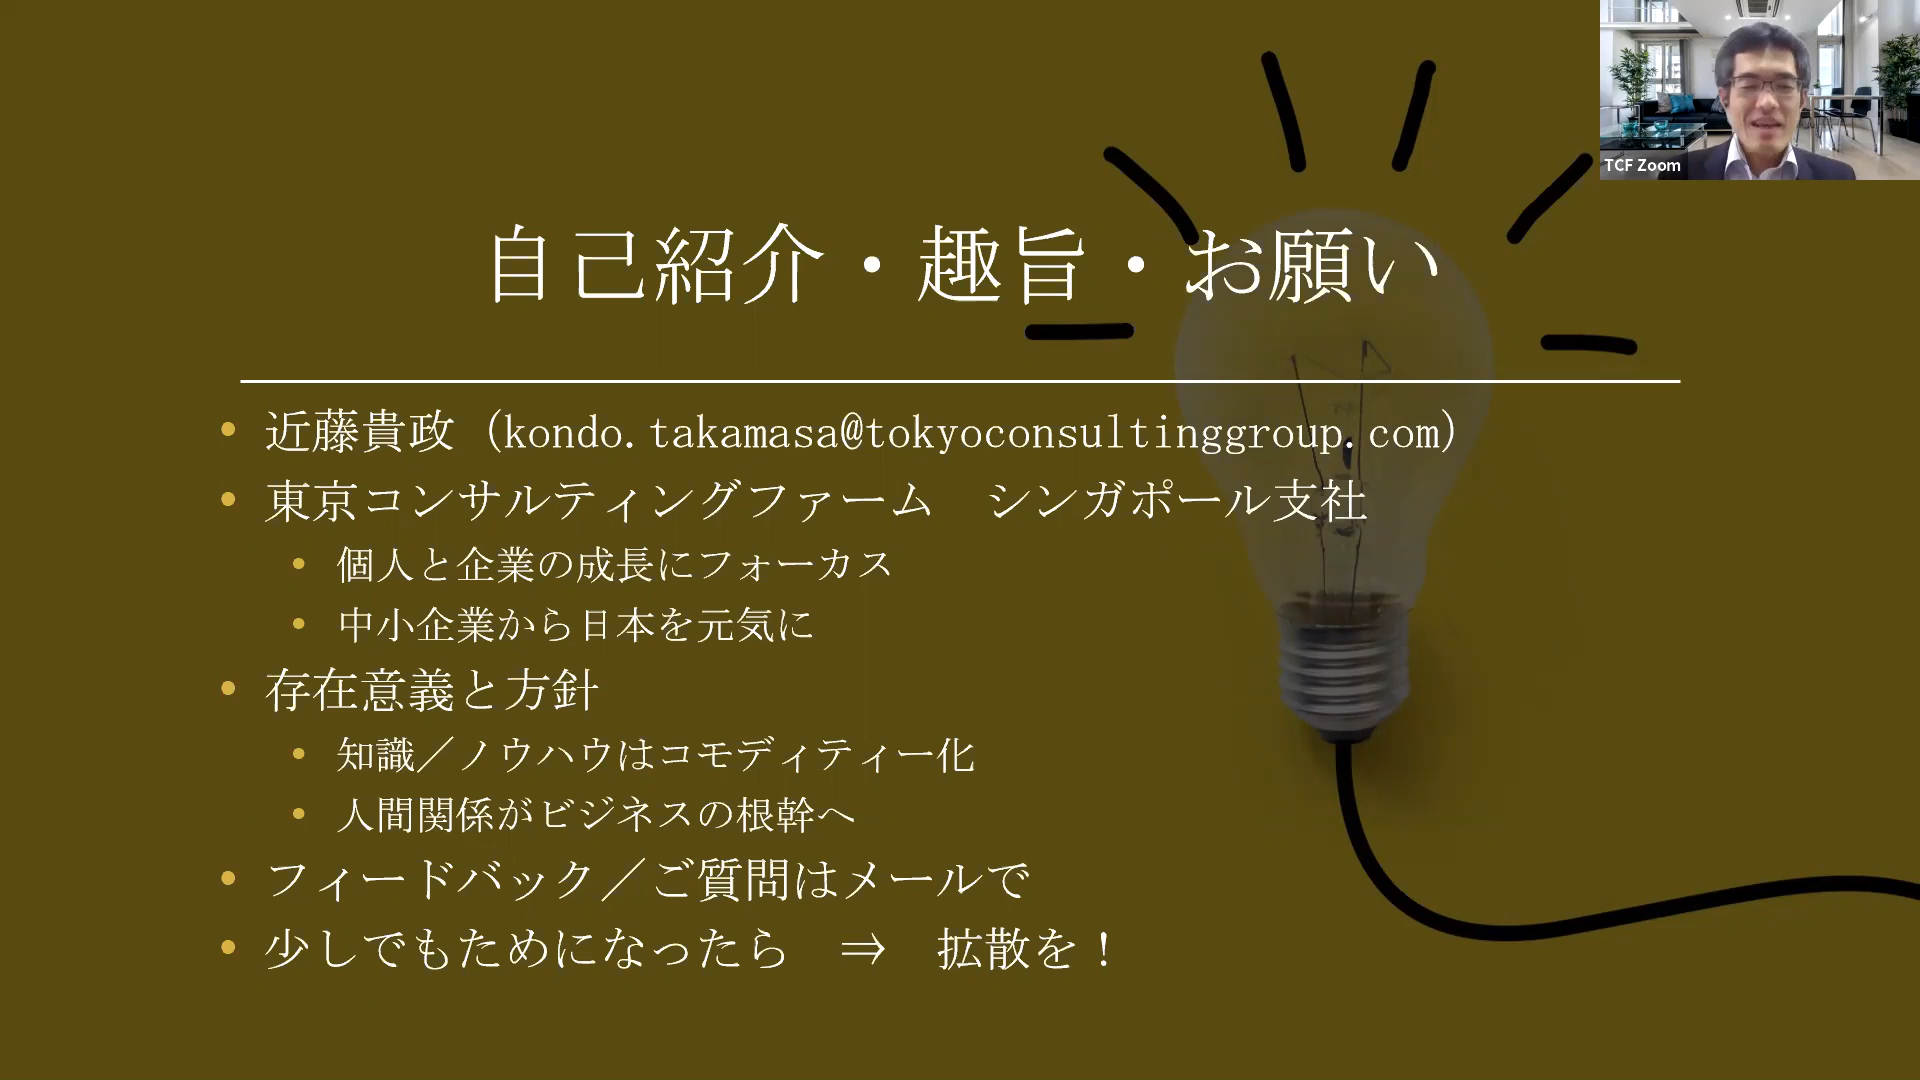 TCF Zoom
自己紹介・趣旨・お願い
• 近藤貴政（kondo.takamasa@tokyoconsultinggroup.com）
• 東京コンサルティングファーム　シンガポール支社
• 個人と企業の成長にフォーカス
• 中小企業から日本を元気に
• 存在意義と方針
• 知識／ノウハウはコモディティー化
• 人間関係がビジネスの根幹へ
• フィードバック／ご質問はメールで
• 少しでもためになったら　⇒　拡散を！